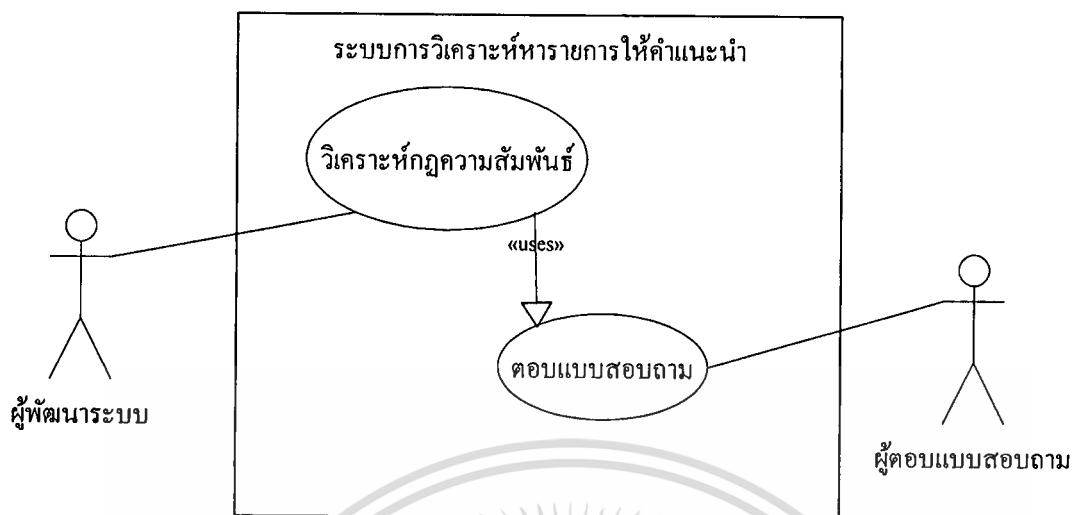 ระบบการวิเคราะห์หารายการให้คำแนะนำ
วิเคราะห์กฎความสัมพันธ์
«uses»
ตอบแบบสอบถาม
ผู้พัฒนาระบบ
ผู้ตอบแบบสอบถาม